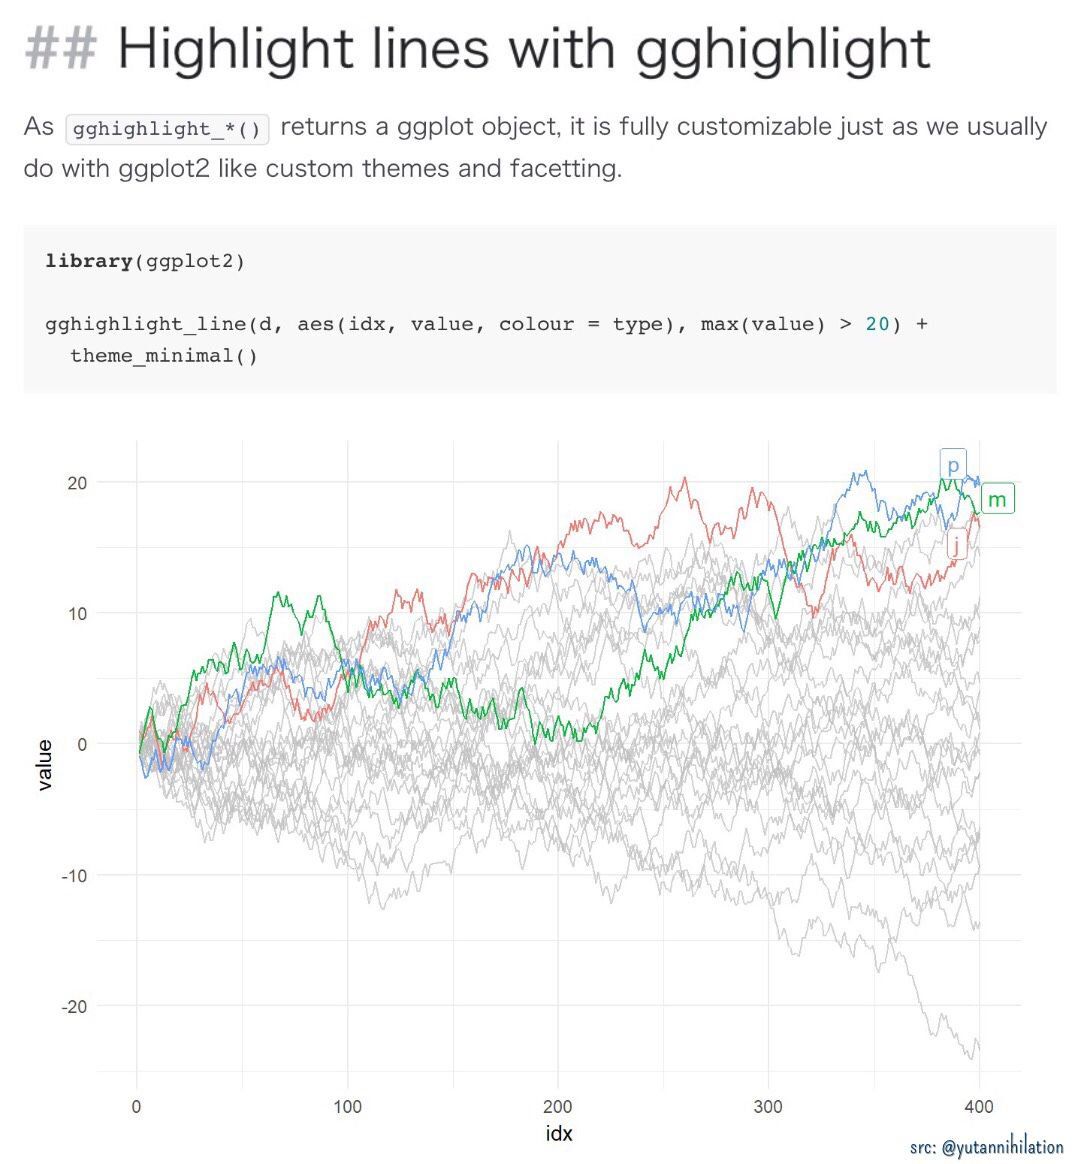 ## Highlight lines with gghighlight
As gghighlight_*() returns a ggplot object, it is fully customizable just as we usually
do with ggplot2 like custom themes and facetting.
library(ggplot2)
gghighlight_line(d, aes(idx, value, colour = type), max(value) > 20) +
theme_minimal()
p
m
j
20
10
0
-10
-20
value
0 100 200 300 400
idx
src: @yutannihilation